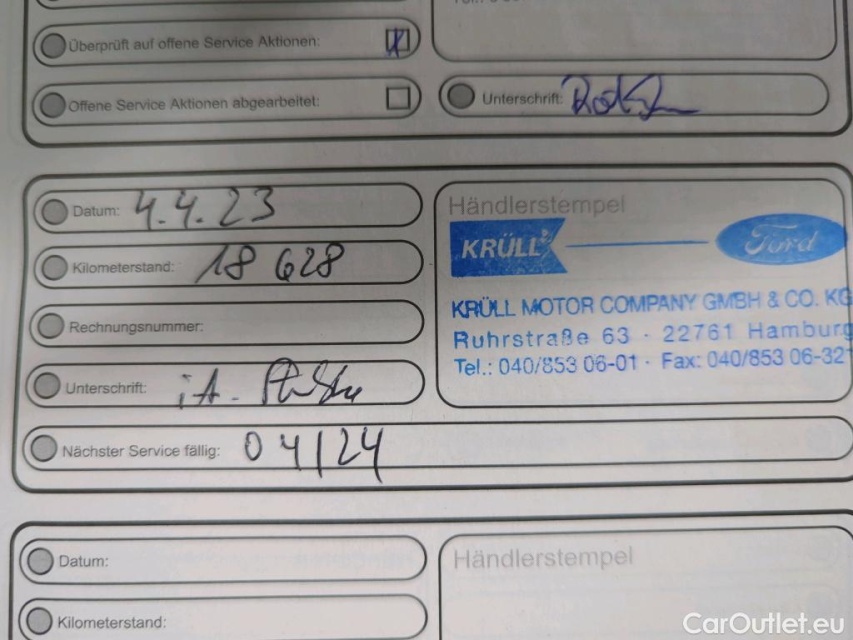 Überprüft auf offene Service Aktionen:
Offene Service Aktionen abgearbeitet:
Unterschrift:
Datum: 4.4.23
Kilometerstand: 18 628
Rechnungsnummer:
Unterschrift: i.A.
Nächster Service fällig: 04/24
Händlerstempel
KRÜLL Ford
KRÜLL MOTOR COMPANY GMBH & CO. KG
Ruhrstraße 63 · 22761 Hamburg
Tel.: 040/853 06-01 · Fax: 040/853 06-32
Datum:
Kilometerstand:
Händlerstempel
CarOutlet.eu